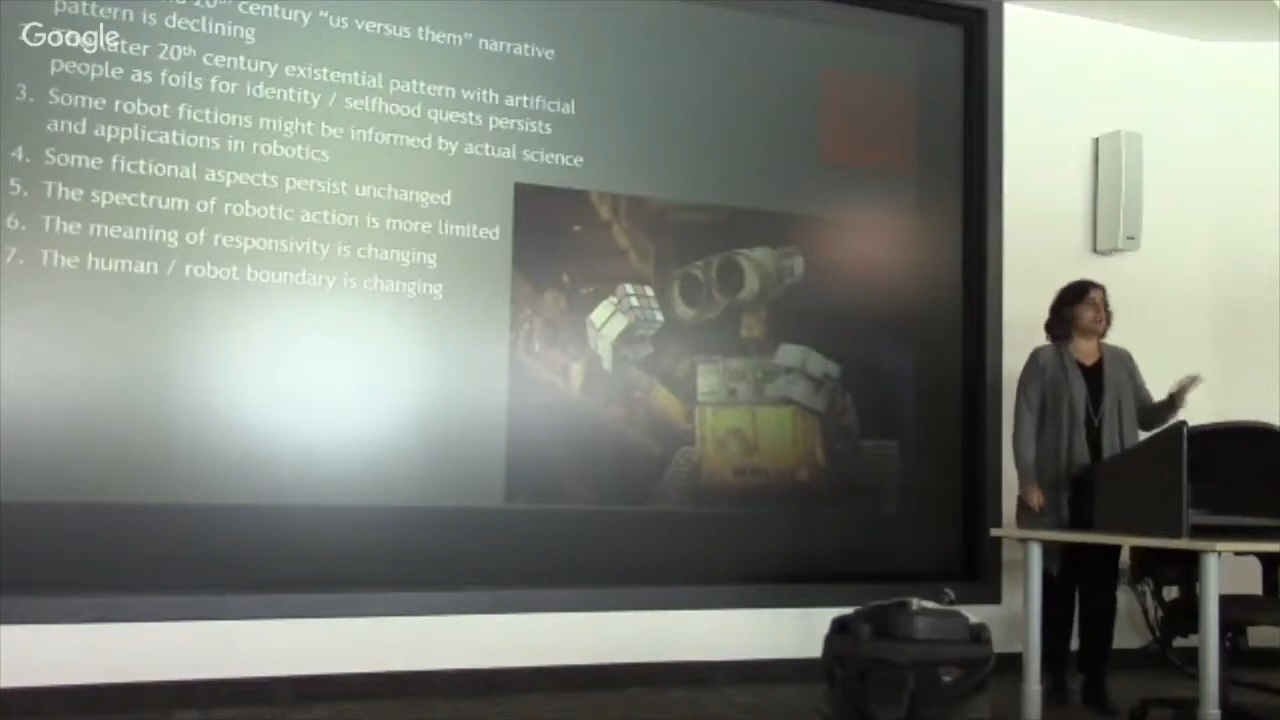 20th century “us versus them” narrative
pattern is declining
Google
later 20th century existential pattern with artificial
people as foils for identity / selfhood quests persists
3. Some robot fictions might be informed by actual science
and applications in robotics
4. Some fictional aspects persist unchanged
5. The spectrum of robotic action is more limited
6. The meaning of responsivity is changing
7. The human / robot boundary is changing